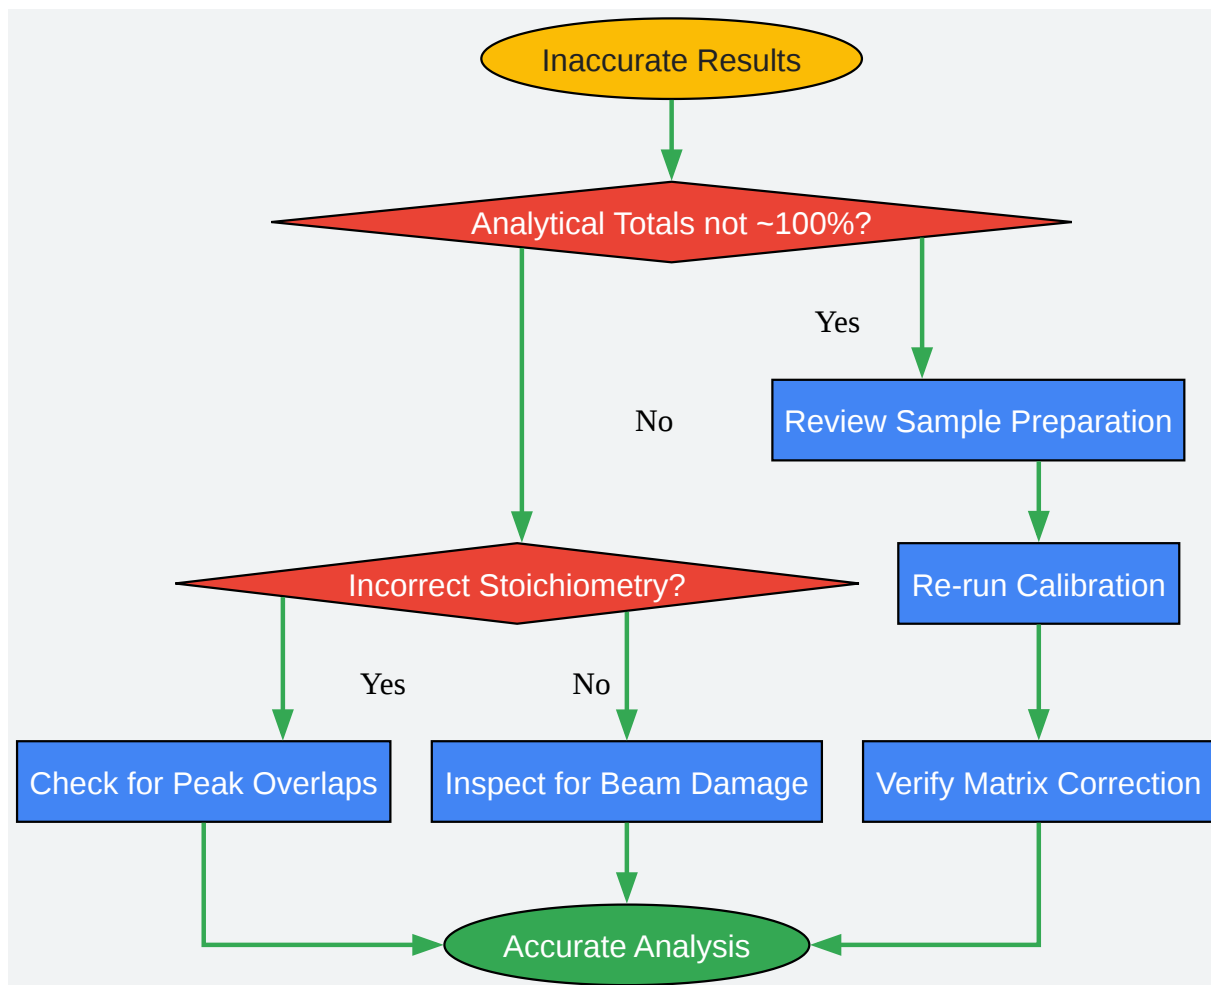 Inaccurate Results
Analytical Totals not ~100%?
Yes
No
Review Sample Preparation
Incorrect Stoichiometry?
Re-run Calibration
Yes
No
Check for Peak Overlaps
Inspect for Beam Damage
Verify Matrix Correction
Accurate Analysis